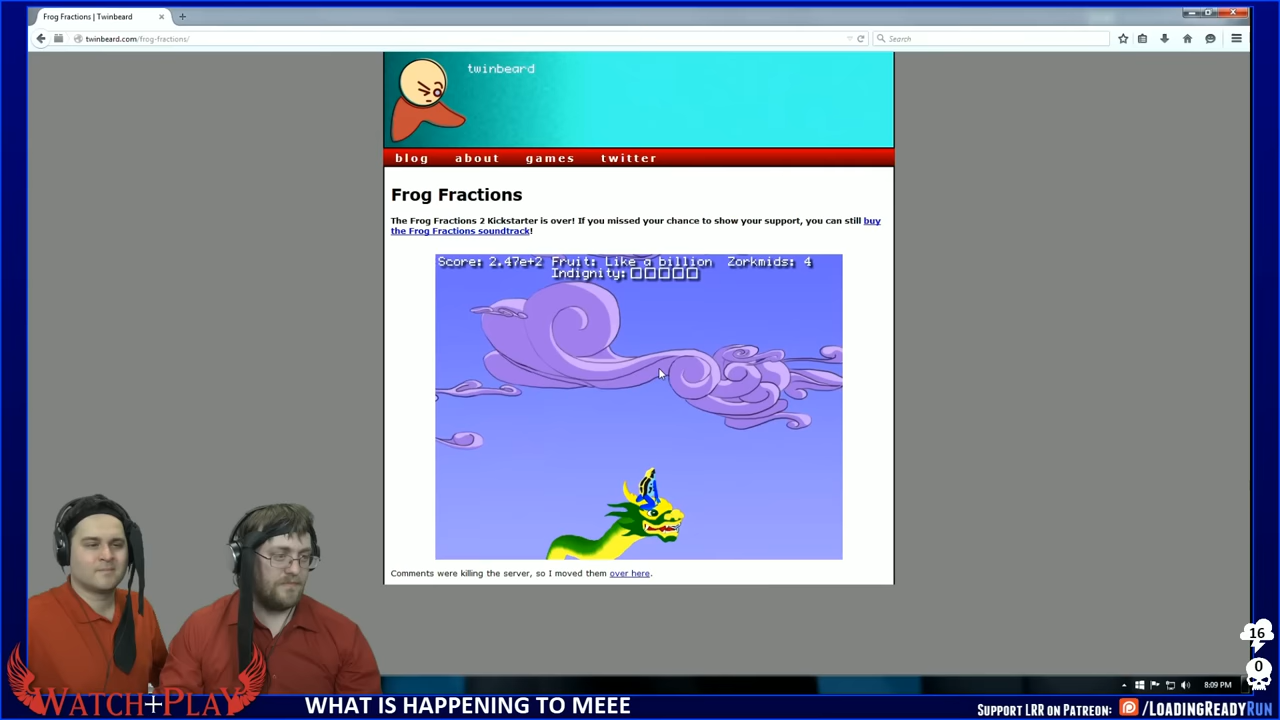 Frog Fractions | Twinbeard
twinbeard.com/frog-fractions/
Search
twinbeard
blog about games twitter
Frog Fractions
The Frog Fractions 2 Kickstarter is over! If you missed your chance to show your support, you can still buy
the Frog Fractions soundtrack!
Score: 2.47e+2 Fruit: Like a billion Zorkmids: 4
Indignity:
Comments were killing the server, so I moved them over here.
16
0
8:09 PM
WATCH+PLAY
WHAT IS HAPPENING TO MEEE
SUPPORT LRR ON PATREON: /LOADINGREADYRUN